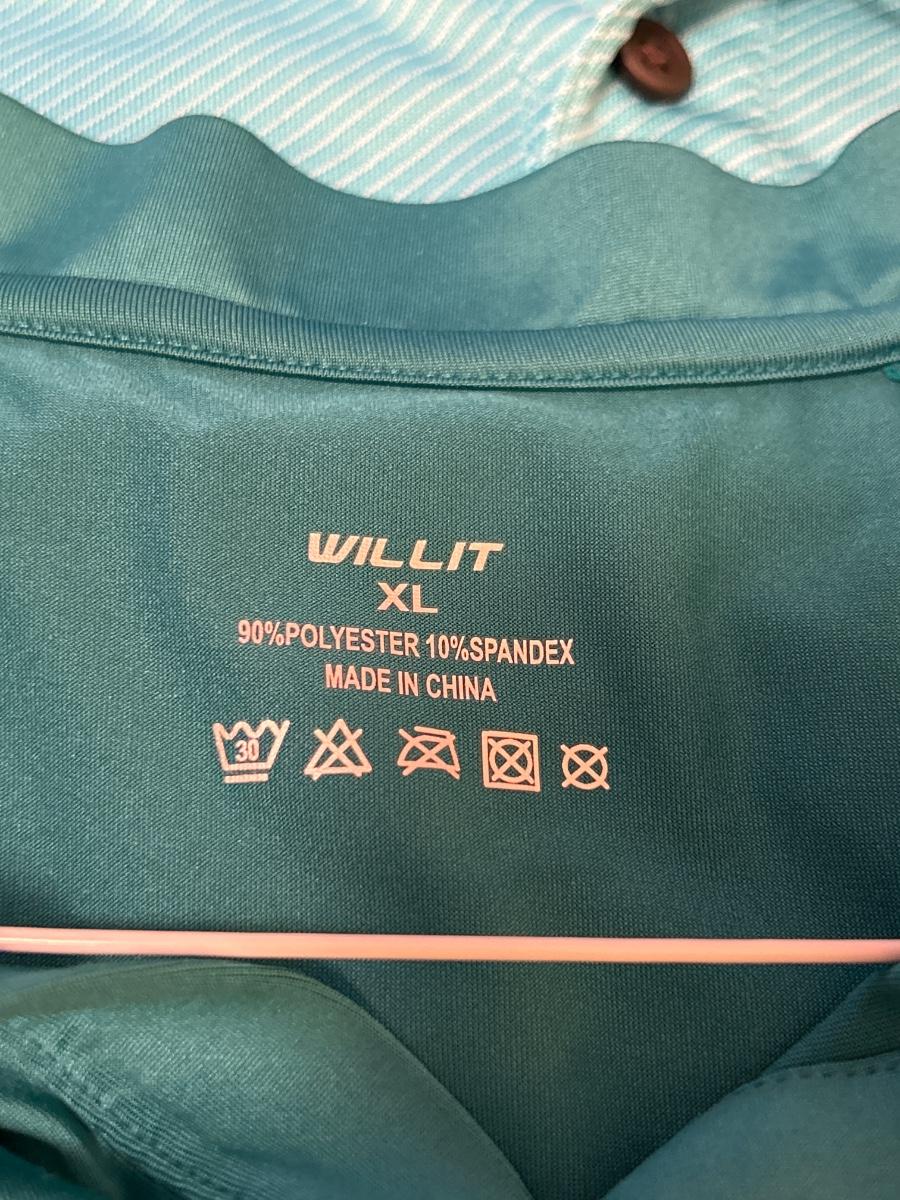 WILLIT
XL
90%POLYESTER 10%SPANDEX
MADE IN CHINA
30